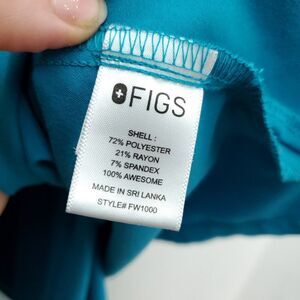 FIGS
SHELL :
72% POLYESTER
21% RAYON
7% SPANDEX
100% AWESOME
MADE IN SRI LANKA
STYLE# FW1000